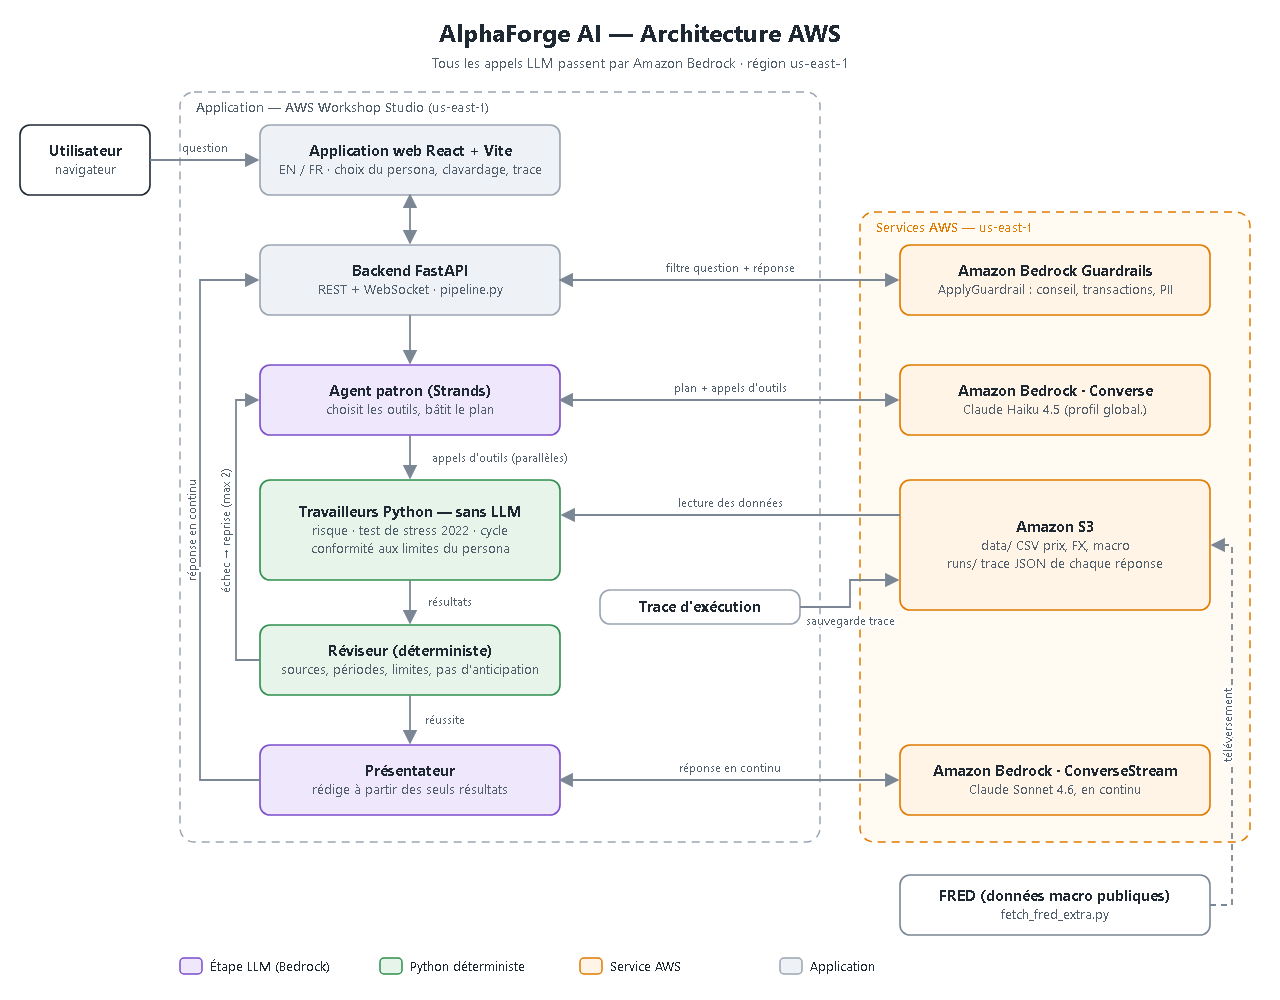 AlphaForge AI — Architecture AWS
Tous les appels LLM passent par Amazon Bedrock · région us-east-1
Application — AWS Workshop Studio (us-east-1)
Utilisateur
navigateur
question
Application web React + Vite
EN / FR · choix du persona, clavardage, trace
Services AWS — us-east-1
Backend FastAPI
REST + WebSocket · pipeline.py
filtre question + réponse
Amazon Bedrock Guardrails
ApplyGuardrail : conseil, transactions, PII
Agent patron (Strands)
choisit les outils, bâtit le plan
plan + appels d'outils
Amazon Bedrock · Converse
Claude Haiku 4.5 (profil global.)
appels d'outils (parallèles)
réponse en continu
échec → reprise (max 2)
Travailleurs Python — sans LLM
risque · test de stress 2022 · cycle
conformité aux limites du persona
lecture des données
Amazon S3
data/ CSV prix, FX, macro
runs/ trace JSON de chaque réponse
résultats
Trace d'exécution
sauvegarde trace
Réviseur (déterministe)
sources, périodes, limites, pas d'anticipation
réussite
téléversement
Présentateur
rédige à partir des seuls résultats
réponse en continu
Amazon Bedrock · ConverseStream
Claude Sonnet 4.6, en continu
FRED (données macro publiques)
fetch_fred_extra.py
Étape LLM (Bedrock)
Python déterministe
Service AWS
Application